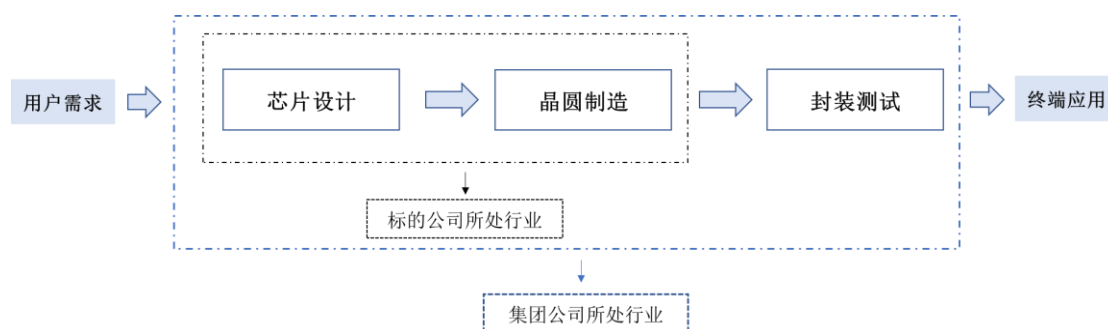 用户需求
芯片设计
晶圆制造
封装测试
终端应用
标的公司所处行业
集团公司所处行业